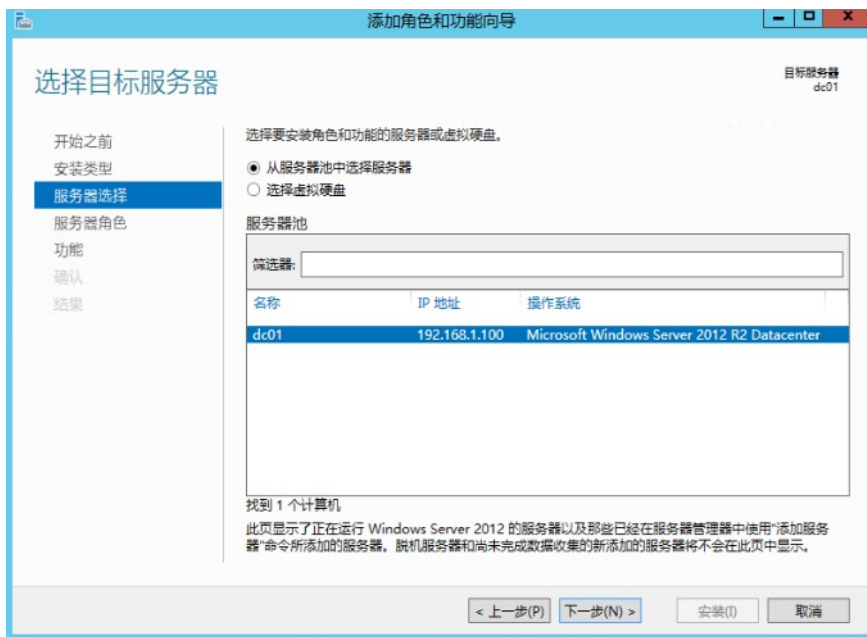 添加角色和功能向导
选择目标服务器
目标服务器
dc01
开始之前
安装类型
服务器选择
服务器角色
功能
确认
结果
选择要安装角色和功能的服务器或虚拟硬盘。
从服务器池中选择服务器
选择虚拟硬盘
服务器池
筛选器:
名称 IP 地址 操作系统
dc01 192.168.1.100 Microsoft Windows Server 2012 R2 Datacenter
找到 1 个计算机
此页显示了正在运行 Windows Server 2012 的服务器以及那些已经在服务器管理器中使用"添加服务
器"命令所添加的服务器。脱机服务器和尚未完成数据收集的新添加的服务器将不会在此页中显示。
< 上一步(P) 下一步(N) > 安装(I) 取消